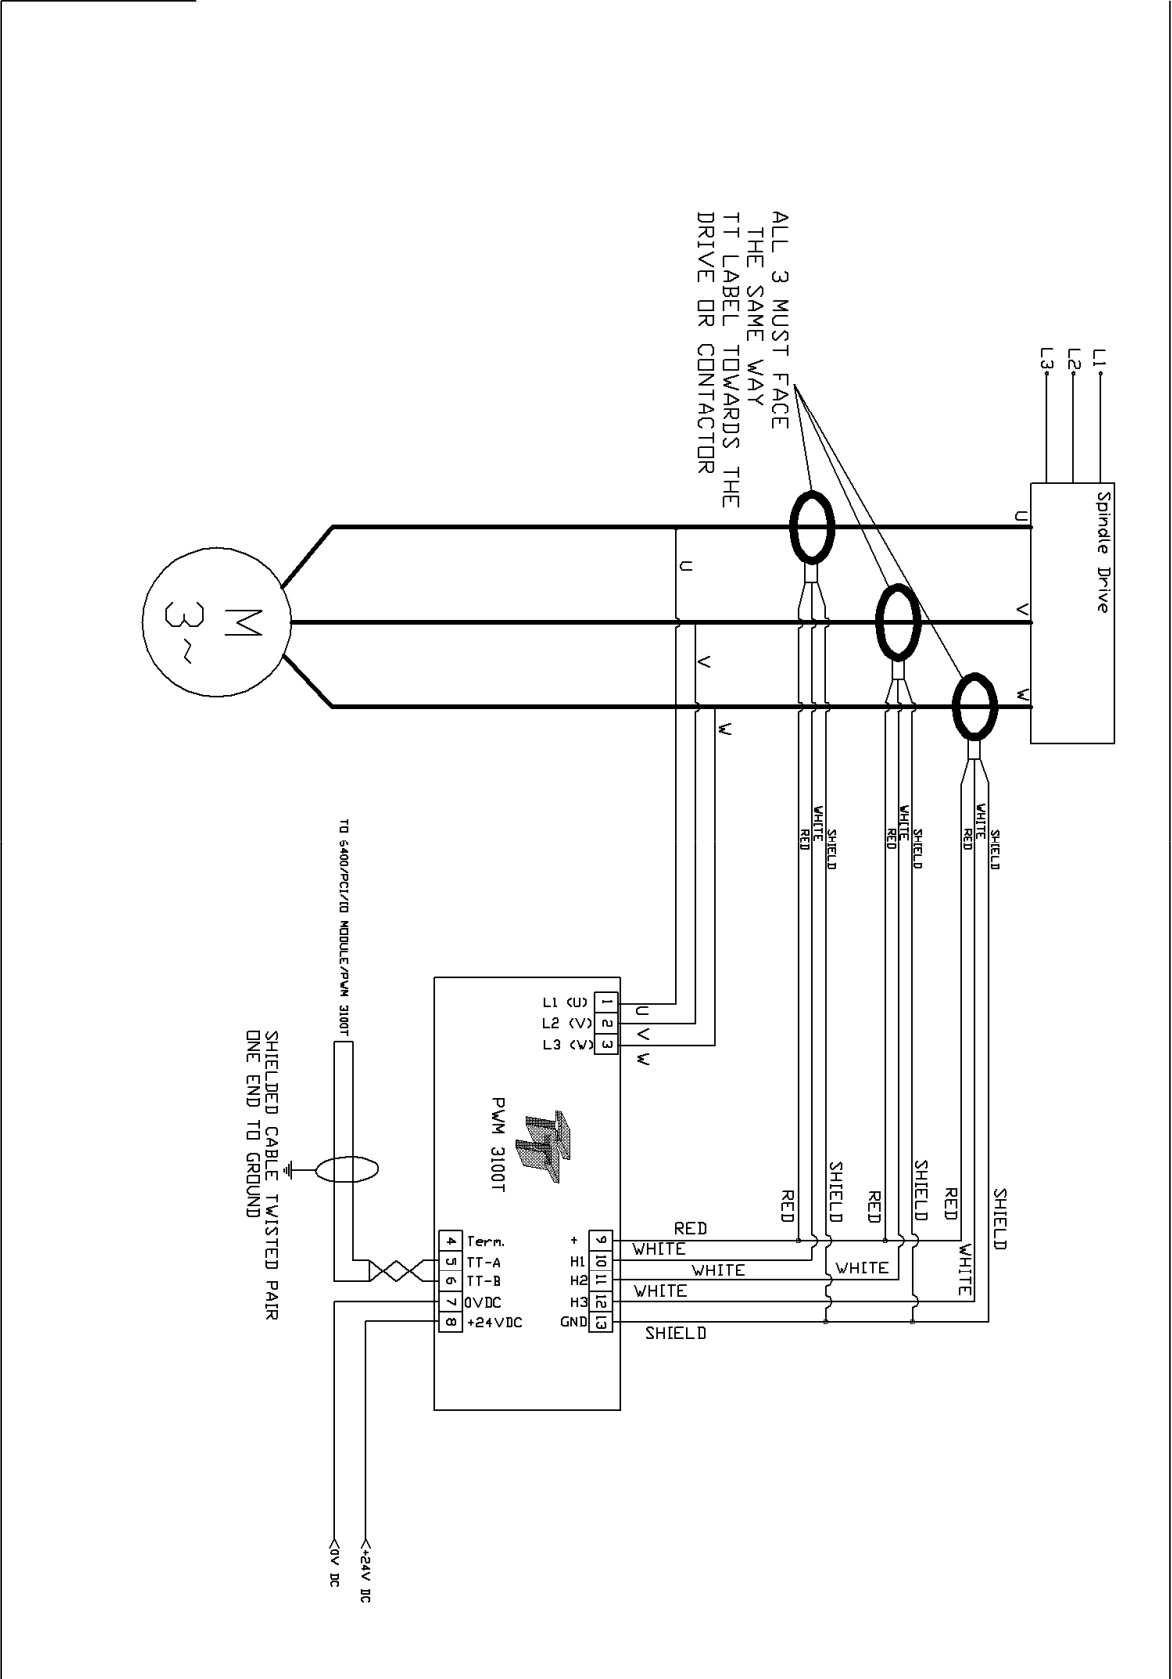 L1
L2
L3
Spindle Drive
U
V
W
ALL 3 MUST FACE
THE SAME WAY
TT LABEL TOWARDS THE
DRIVE OR CONTACTOR
U
V
W
M
3~
SHIELD
WHITE
RED
SHIELD
WHITE
RED
SHIELD
WHITE
RED
TO 6400/PCI/IO MODULE/PWM 3100T
SHIELDED CABLE TWISTED PAIR
ONE END TO GROUND
L1 (U) 1 U
L2 (V) 2 V
L3 (W) 3 W
PWM 3100T
SHIELD
RED
SHIELD
RED
SHIELD
RED
4 Term.
5 TT-A
6 TT-B
7 0VDC
8 +24VDC
+ 9 RED
H1 10 WHITE
H2 11 WHITE WHITE
H3 12 WHITE WHITE
GND 13 SHIELD
+24V DC
0V DC